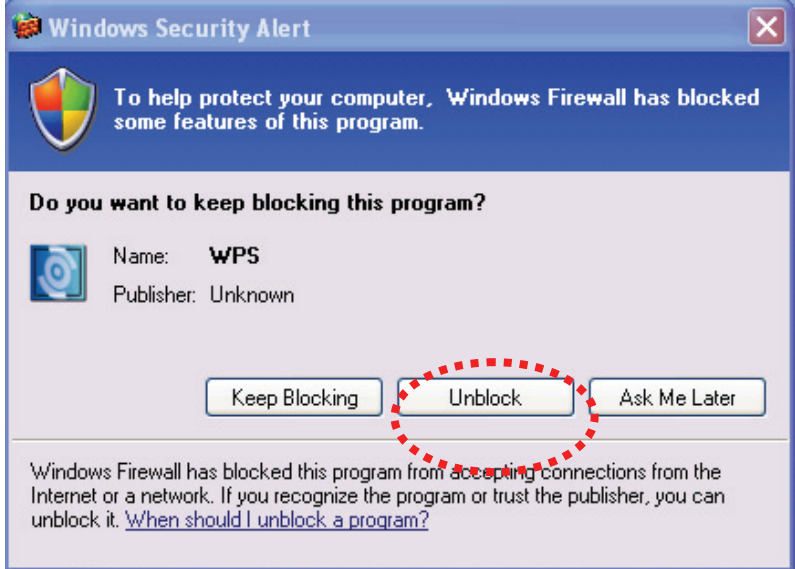 Windows Security Alert
To help protect your computer, Windows Firewall has blocked
some features of this program.
Do you want to keep blocking this program?
Name: WPS
Publisher: Unknown
Keep Blocking Unblock Ask Me Later
Windows Firewall has blocked this program from accepting connections from the
Internet or a network. If you recognize the program or trust the publisher, you can
unblock it. When should I unblock a program?